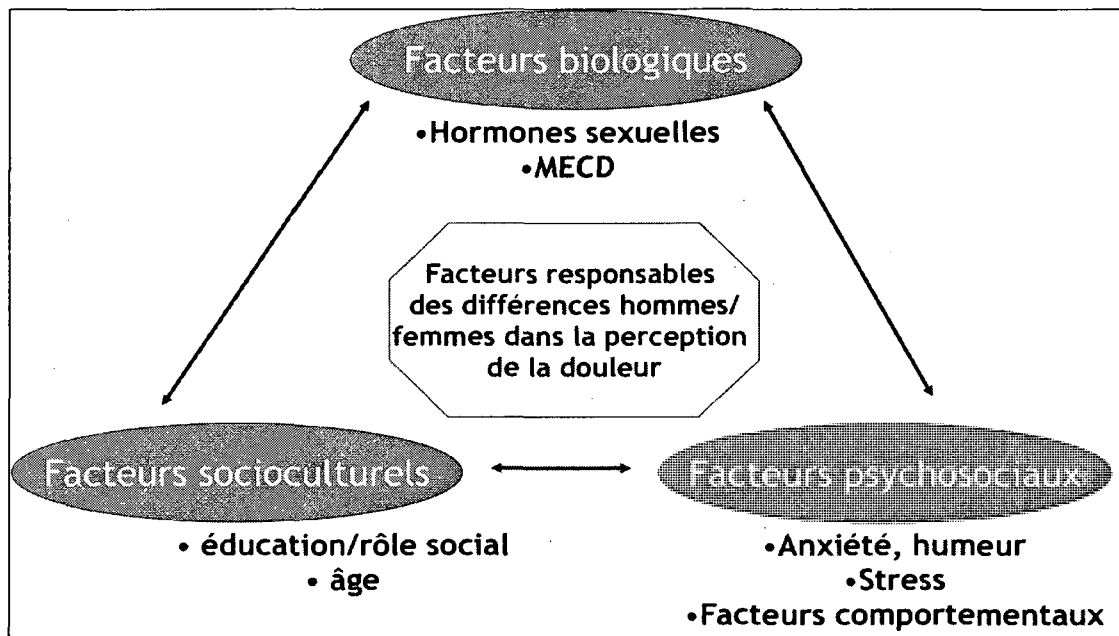 Facteurs biologiques
•Hormones sexuelles
•MECD
Facteurs responsables
des différences hommes/
femmes dans la perception
de la douleur
Facteurs socioculturels
• éducation/rôle social
• âge
Facteurs psychosociaux
•Anxiété, humeur
•Stress
•Facteurs comportementaux